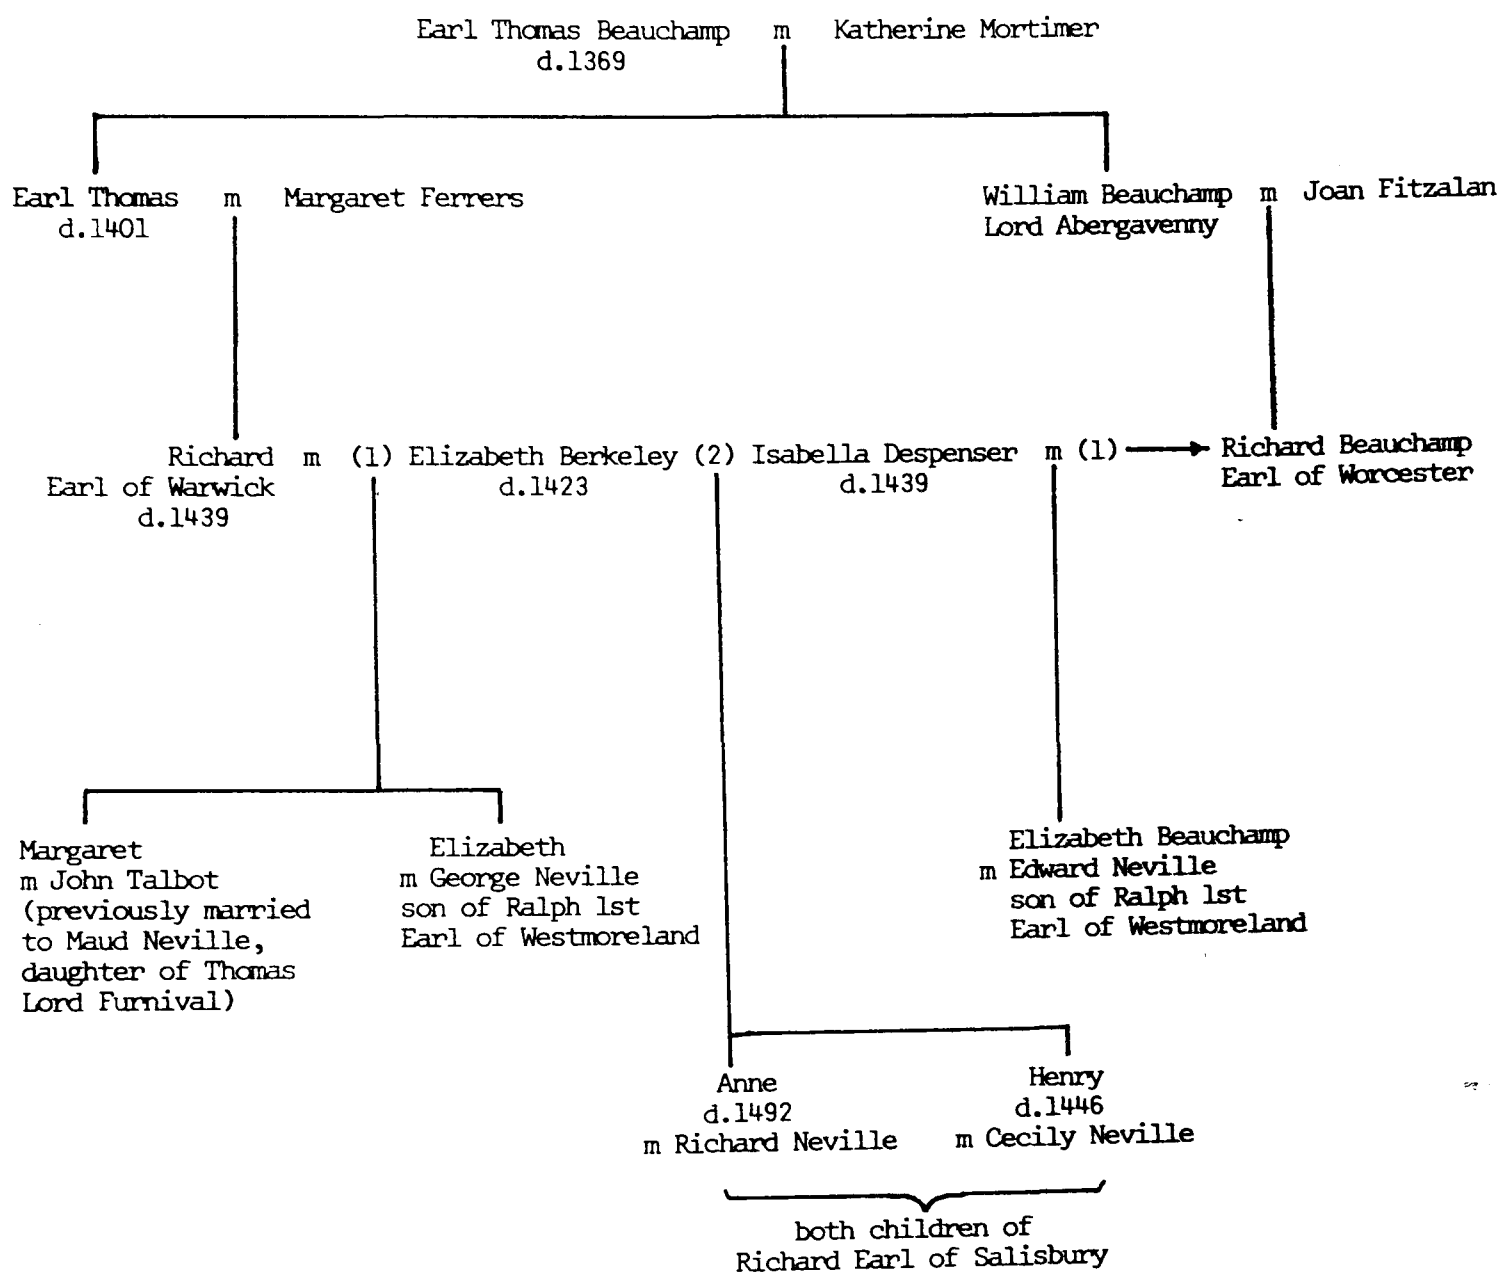 Earl Thomas Beauchamp m Katherine Mortimer
d.1369
Earl Thomas m Margaret Ferrers
d.1401
William Beauchamp m Joan Fitzalan
Lord Abergavenny
Richard m (1) Elizabeth Berkeley (2) Isabella Despenser m (1) Richard Beauchamp
Earl of Warwick d.1423 d.1439 Earl of Worcester
d.1439
Margaret
m John Talbot
(previously married
to Maud Neville,
daughter of Thomas
Lord Furnival)
Elizabeth
m George Neville
son of Ralph 1st
Earl of Westmoreland
Elizabeth Beauchamp
m Edward Neville
son of Ralph 1st
Earl of Westmoreland
Anne
d.1492
m Richard Neville
Henry
d.1446
m Cecily Neville
both children of
Richard Earl of Salisbury